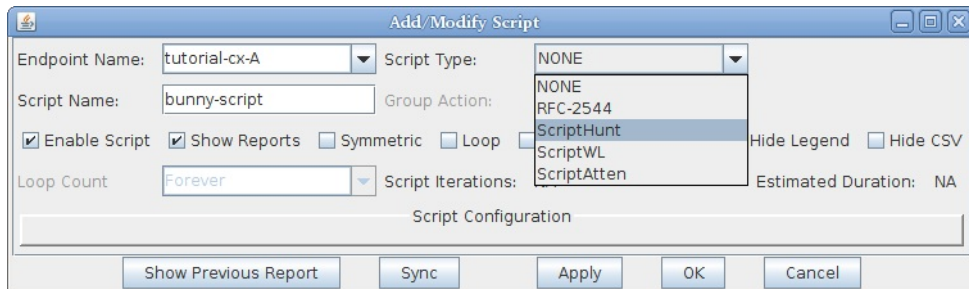 Add/Modify Script
Endpoint Name: tutorial-cx-A Script Type: NONE
NONE
Script Name: bunny-script Group Action: RFC-2544
Enable Script Show Reports Symmetric Loop ScriptHunt Hide Legend Hide CSV
ScriptWL
Loop Count Forever Script Iterations: ScriptAtten Estimated Duration: NA
Script Configuration
Show Previous Report Sync Apply OK Cancel